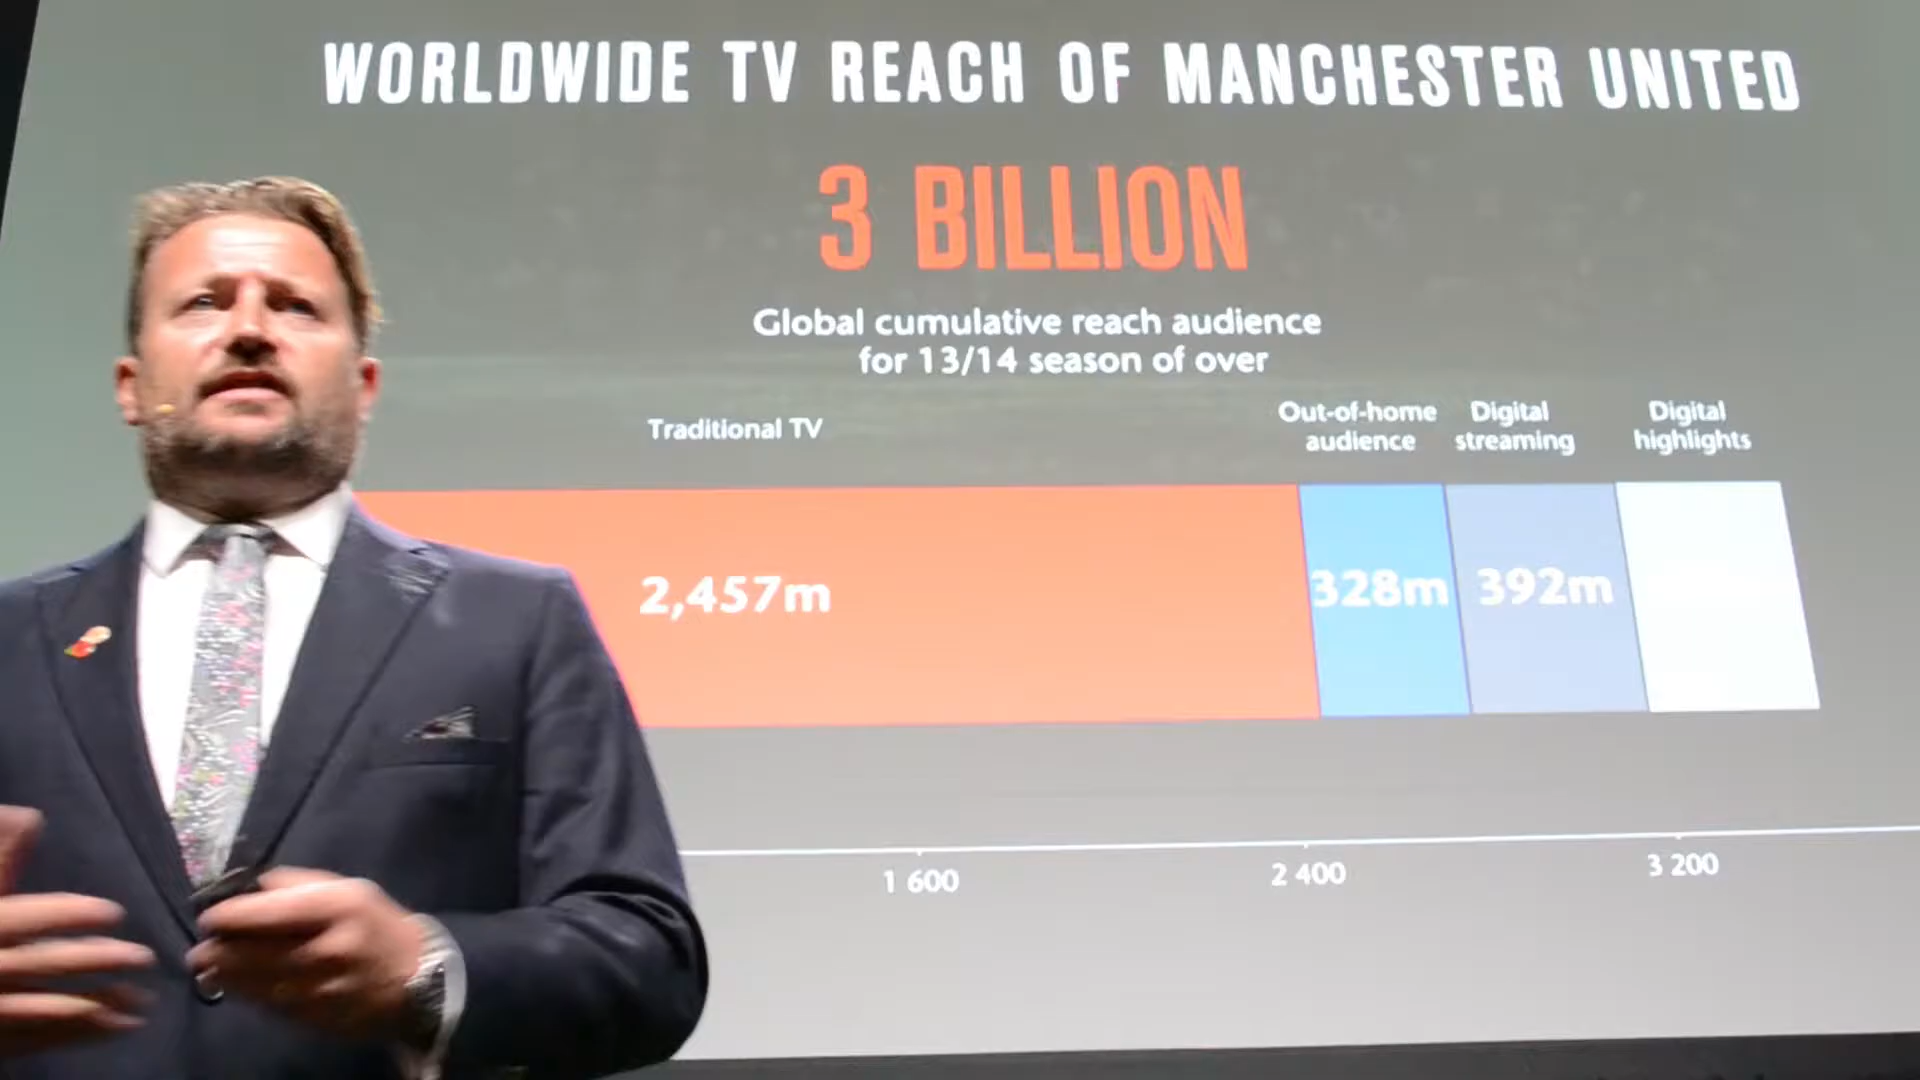 WORLDWIDE TV REACH OF MANCHESTER UNITED
3 BILLION
Global cumulative reach audience
for 13/14 season of over
Traditional TV
Out-of-home
audience
Digital
streaming
Digital
highlights
2,457m
328m
392m
1 600
2 400
3 200